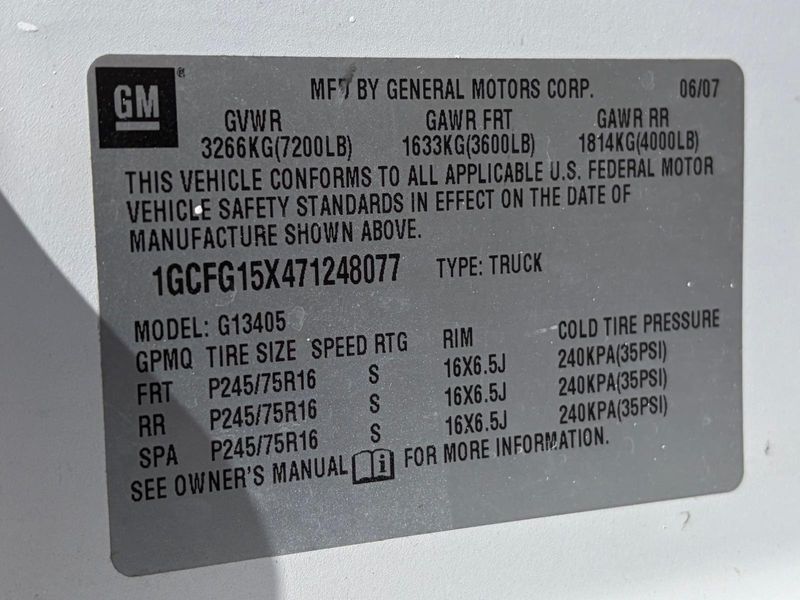 GM® MFD BY GENERAL MOTORS CORP. 06/07
GVWR GAWR FRT GAWR RR
3266KG(7200LB) 1633KG(3600LB) 1814KG(4000LB)
THIS VEHICLE CONFORMS TO ALL APPLICABLE U.S. FEDERAL MOTOR
VEHICLE SAFETY STANDARDS IN EFFECT ON THE DATE OF
MANUFACTURE SHOWN ABOVE.
1GCFG15X471248077 TYPE: TRUCK
MODEL: G13405
GPMQ TIRE SIZE SPEED RTG RIM COLD TIRE PRESSURE
FRT P245/75R16 S 16X6.5J 240KPA(35PSI)
RR P245/75R16 S 16X6.5J 240KPA(35PSI)
SPA P245/75R16 S 16X6.5J 240KPA(35PSI)
SEE OWNER'S MANUAL i FOR MORE INFORMATION.